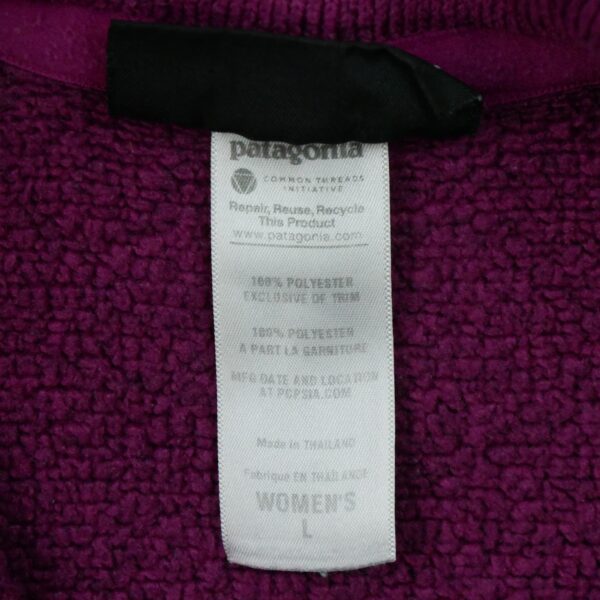 patagonia
COMMON THREADS
INITIATIVE
Repair, Reuse, Recycle
This Product
www.patagonia.com
100% POLYESTER
EXCLUSIVE OF TRIM
100% POLYESTER
A PART LA GARNITURE
MFG DATE AND LOCATION
AT PCPSIA.COM
Made in THAILAND
Fabrique EN THAILANDE
WOMEN'S
L